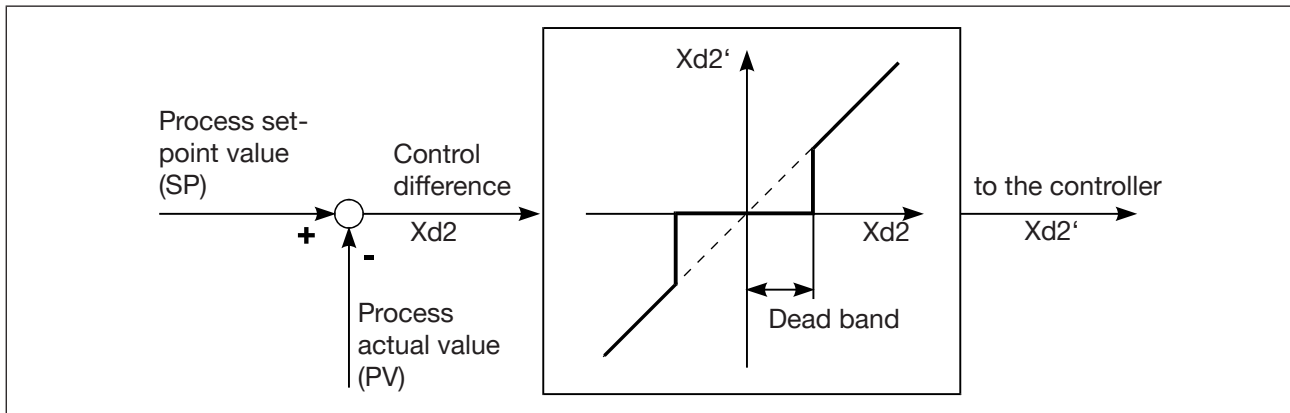 Process set-
point value
(SP)
+
-
Process
actual value
(PV)
Control
difference
Xd2
Xd2‘
Xd2
Dead band
to the controller
Xd2‘